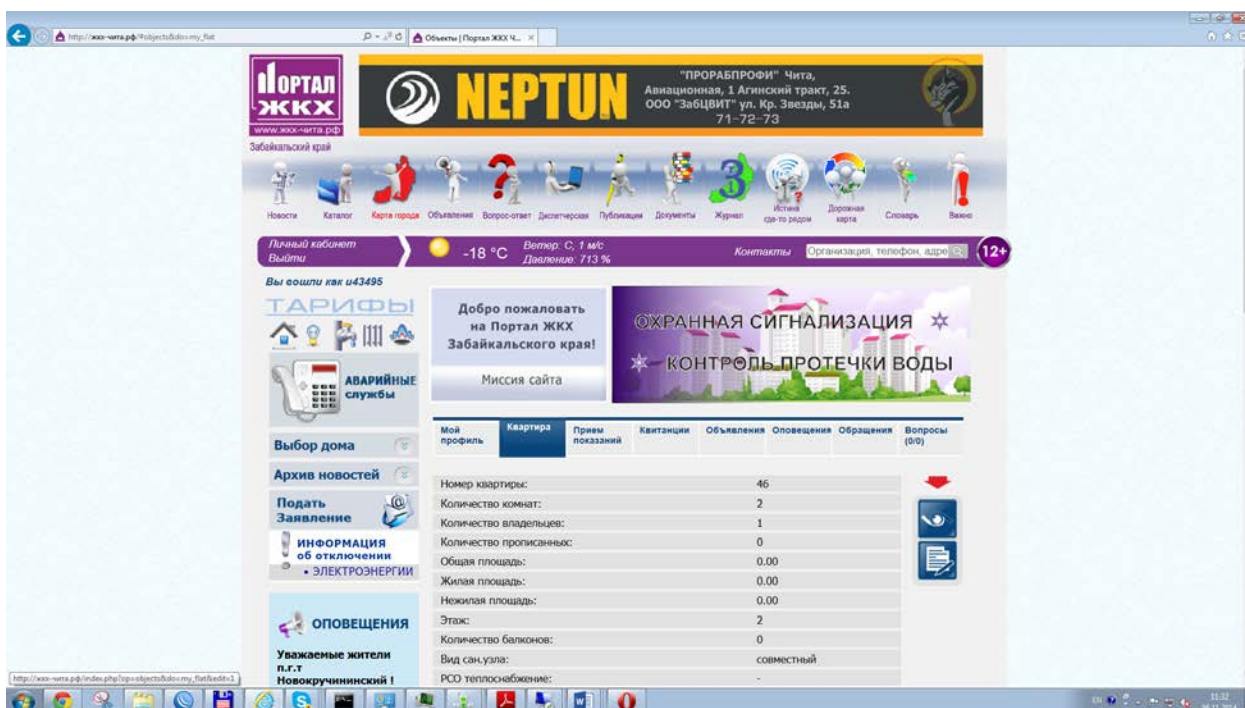 http://жкх-чита.рф/#objects&do=my_flat
Объекты | Портал ЖКХ Ч...
ПОРТАЛ
ЖКХ
www.жкх-чита.рф
Забайкальский край
NEPTUN
"ПРОРАБПРОФИ" Чита,
Авиационная, 1 Агинский тракт, 25.
ООО "ЗабЦВИТ" ул. Кр. Звезды, 51а
71-72-73
Новости
Каталог
Карта города
Объявления
Вопрос-ответ
Диспетчерская
Публикации
Документы
Журнал
Истина
где-то рядом
Дорожная
карта
Словарь
Важно
Личный кабинет
Выйти
-18 °C
Ветер: С, 1 м/с
Давление: 713 %
Контакты
Организация, телефон, адре
12+
Вы вошли как u43495
ТАРИФЫ
АВАРИЙНЫЕ
службы
Выбор дома
Архив новостей
Подать
Заявление
ИНФОРМАЦИЯ
об отключении
• ЭЛЕКТРОЭНЕРГИИ
ОПОВЕЩЕНИЯ
Уважаемые жители
п.г.т
Новокручининский !
Добро пожаловать
на Портал ЖКХ
Забайкальского края!
Миссия сайта
ОХРАННАЯ СИГНАЛИЗАЦИЯ
КОНТРОЛЬ ПРОТЕЧКИ ВОДЫ
Мой профиль
Квартира
Прием показаний
Квитанции
Объявления
Оповещения
Обращения
Вопросы (0/0)
Номер квартиры: 46
Количество комнат: 2
Количество владельцев: 1
Количество прописанных: 0
Общая площадь: 0.00
Жилая площадь: 0.00
Нежилая площадь: 0.00
Этаж: 2
Количество балконов: 0
Вид сан.узла: совместный
РСО теплоснабжение: -
http://жкх-чита.рф/index.php?op=objects&do=my_flat&edit=1
EN
11:32